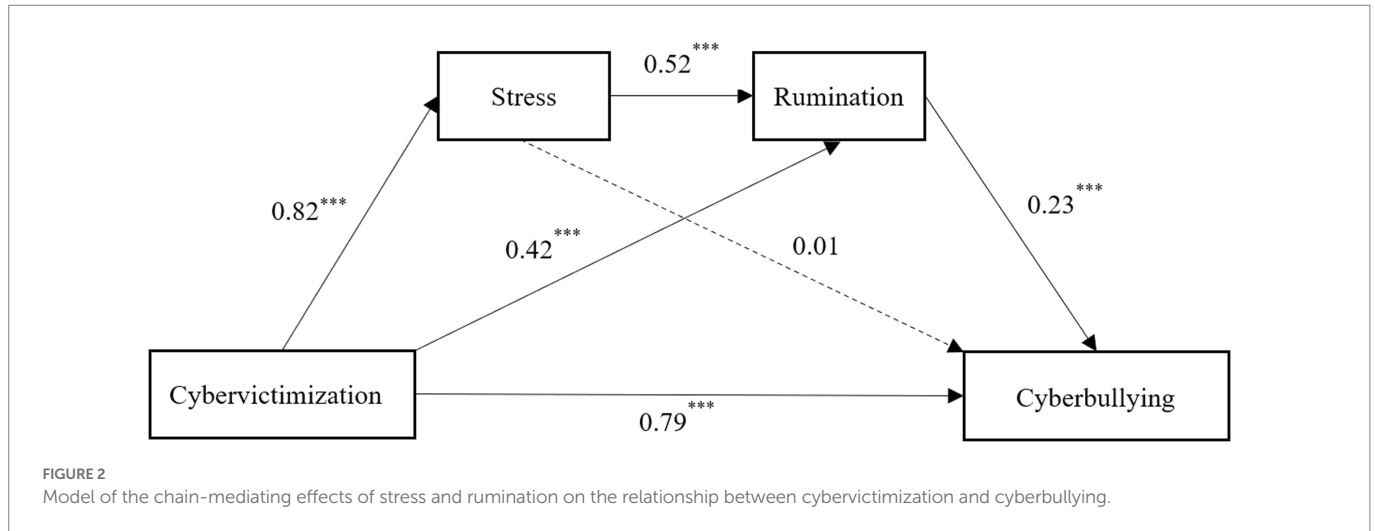 0.52***
Stress
Rumination
0.82***
0.42***
0.01
0.23***
Cybervictimization
0.79***
Cyberbullying
FIGURE 2
Model of the chain-mediating effects of stress and rumination on the relationship between cybervictimization and cyberbullying.